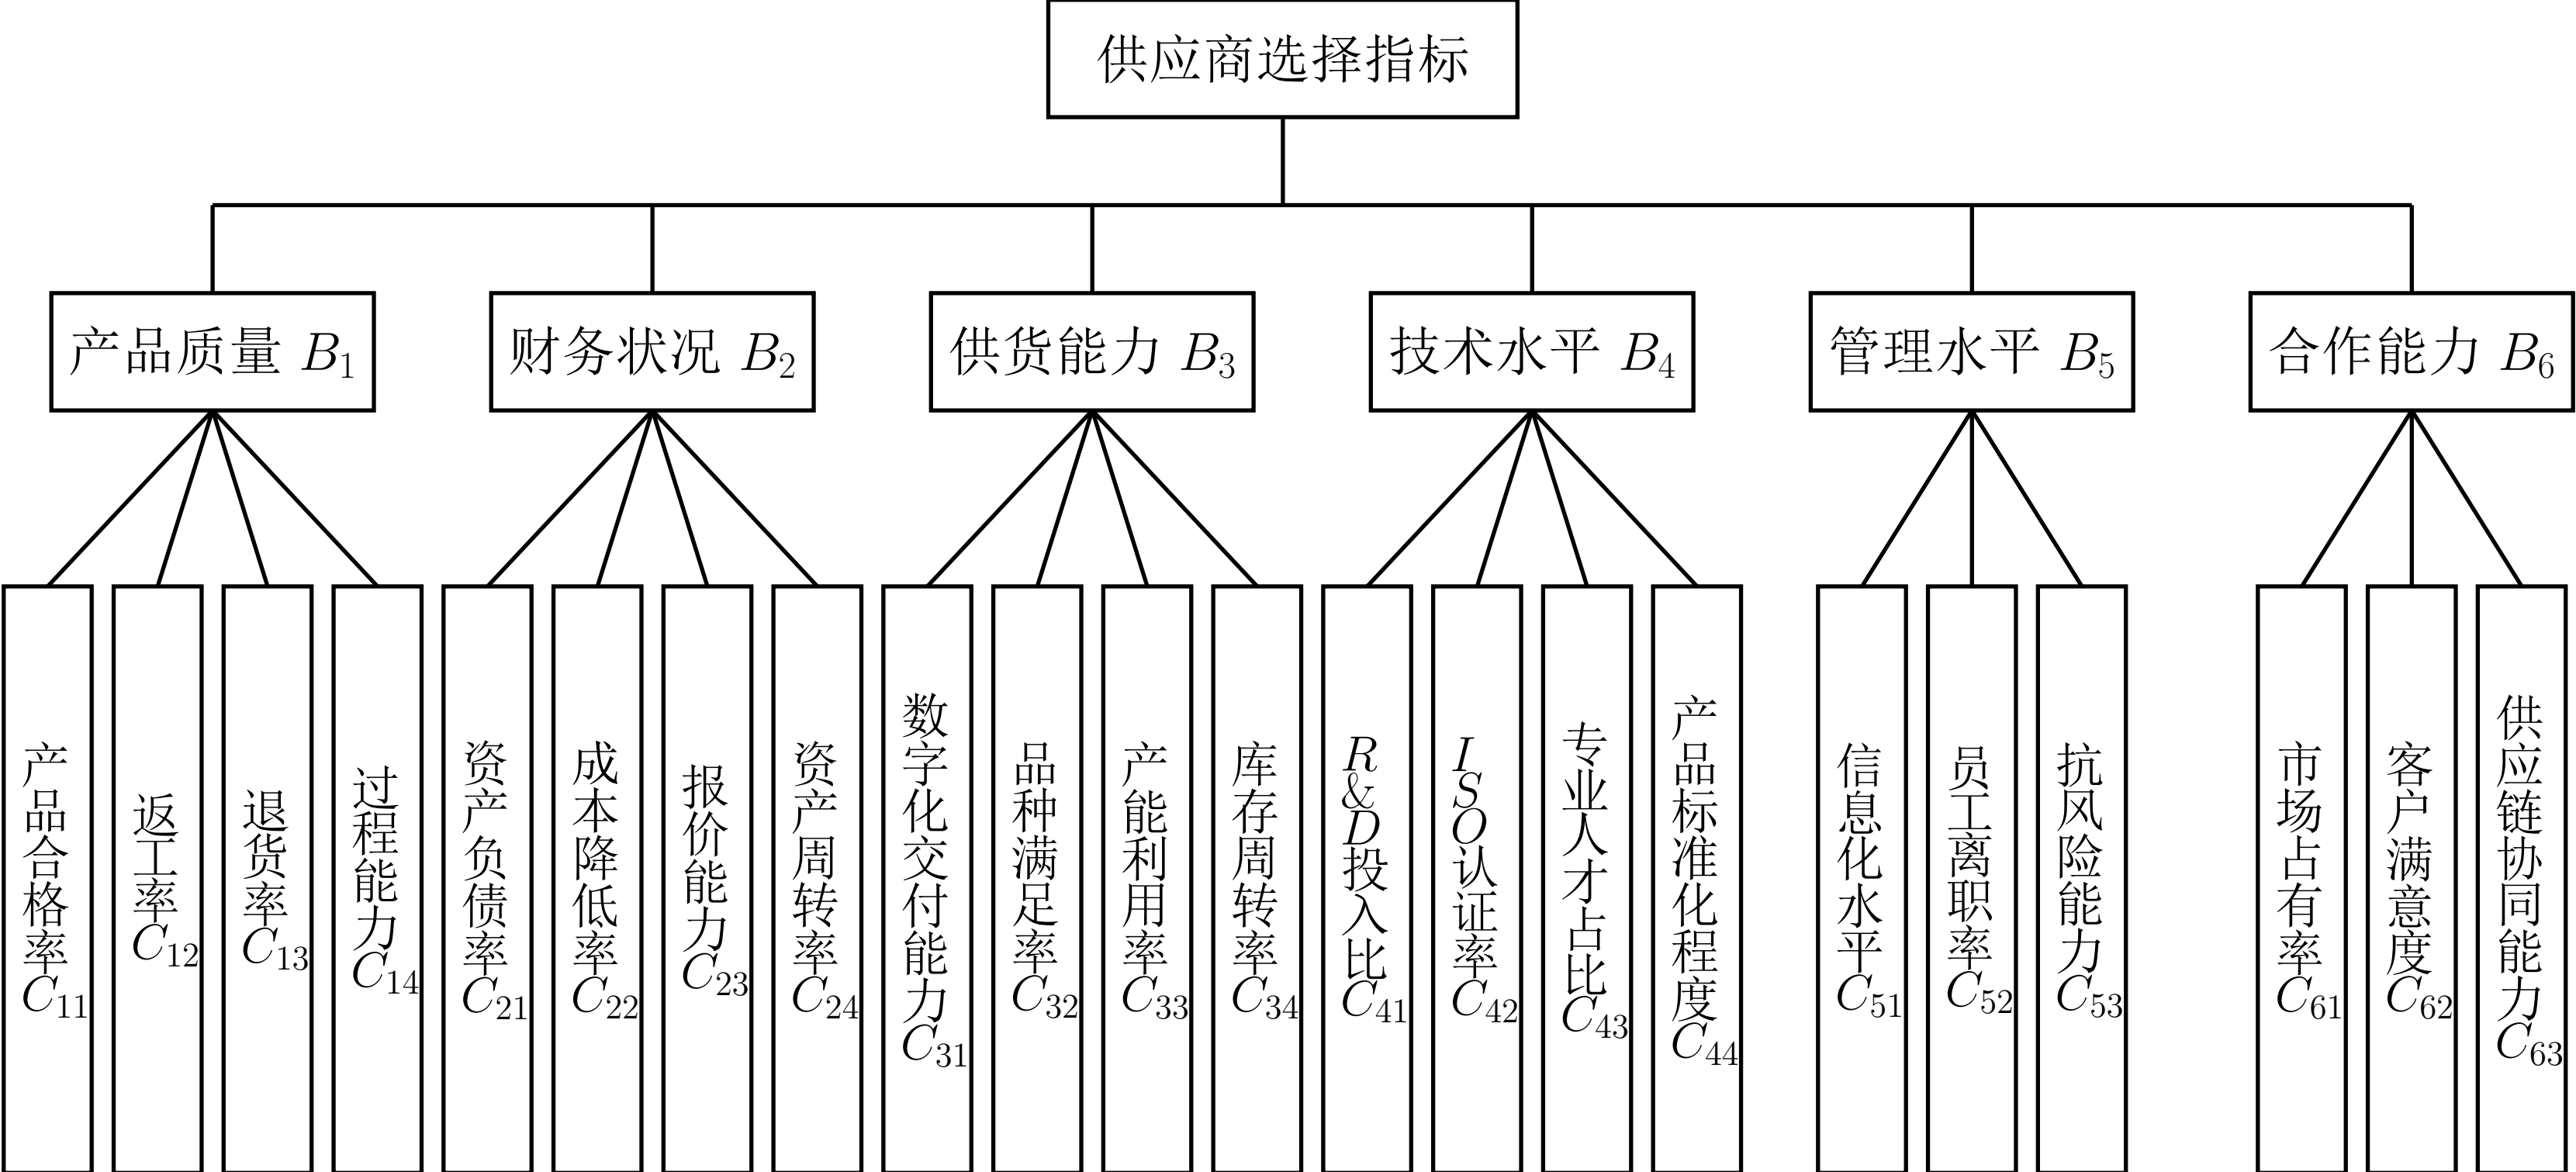 供应商选择指标
产品质量 B₁
财务状况 B₂
供货能力 B₃
技术水平 B₄
管理水平 B₅
合作能力 B₆
产品合格率C₁₁
返工率C₁₂
退货率C₁₃
过程能力C₁₄
资产负债率C₂₁
成本降低率C₂₂
报价能力C₂₃
资产周转率C₂₄
数字化交付能力C₃₁
品种满足率C₃₂
产能利用率C₃₃
库存周转率C₃₄
R&D投入比C₄₁
ISO认证率C₄₂
专业人才占比C₄₃
产品标准化程度C₄₄
信息化水平C₅₁
员工离职率C₅₂
抗风险能力C₅₃
市场占有率C₆₁
客户满意度C₆₂
供应链协同能力C₆₃